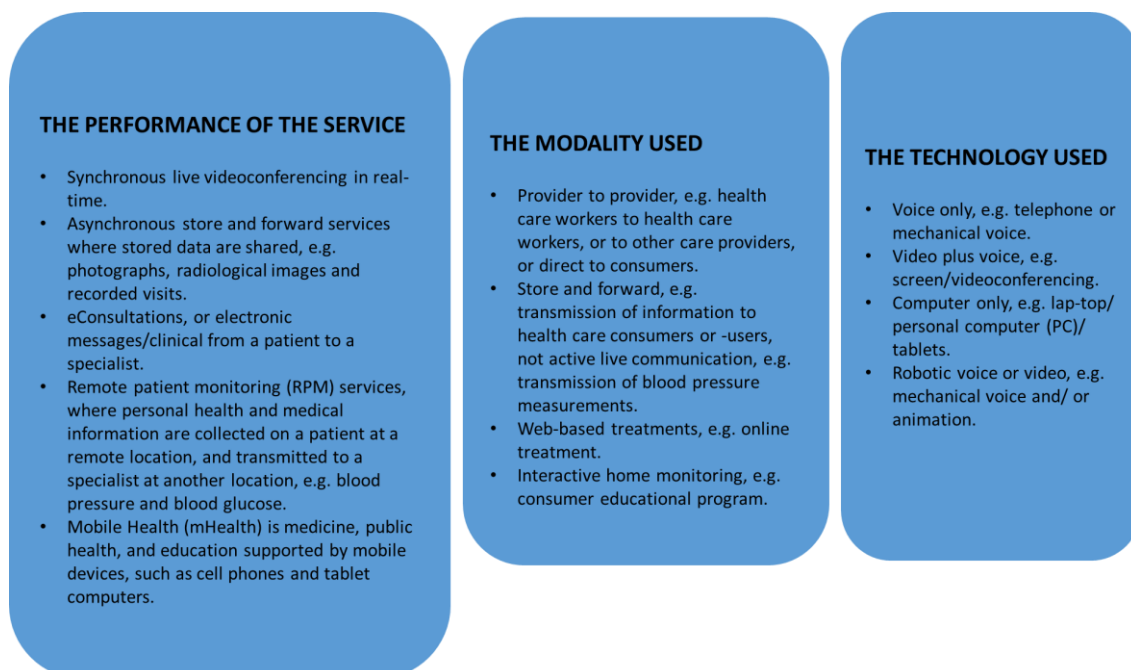 THE PERFORMANCE OF THE SERVICE
• Synchronous live videoconferencing in real-
time.
• Asynchronous store and forward services
where stored data are shared, e.g.
photographs, radiological images and
recorded visits.
• eConsultations, or electronic
messages/clinical from a patient to a
specialist.
• Remote patient monitoring (RPM) services,
where personal health and medical
information are collected on a patient at a
remote location, and transmitted to a
specialist at another location, e.g. blood
pressure and blood glucose.
• Mobile Health (mHealth) is medicine, public
health, and education supported by mobile
devices, such as cell phones and tablet
computers.
THE MODALITY USED
• Provider to provider, e.g. health
care workers to health care
workers, or to other care providers,
or direct to consumers.
• Store and forward, e.g.
transmission of information to
health care consumers or -users,
not active live communication, e.g.
transmission of blood pressure
measurements.
• Web-based treatments, e.g. online
treatment.
• Interactive home monitoring, e.g.
consumer educational program.
THE TECHNOLOGY USED
• Voice only, e.g. telephone or
mechanical voice.
• Video plus voice, e.g.
screen/videoconferencing.
• Computer only, e.g. lap-top/
personal computer (PC)/
tablets.
• Robotic voice or video, e.g.
mechanical voice and/ or
animation.